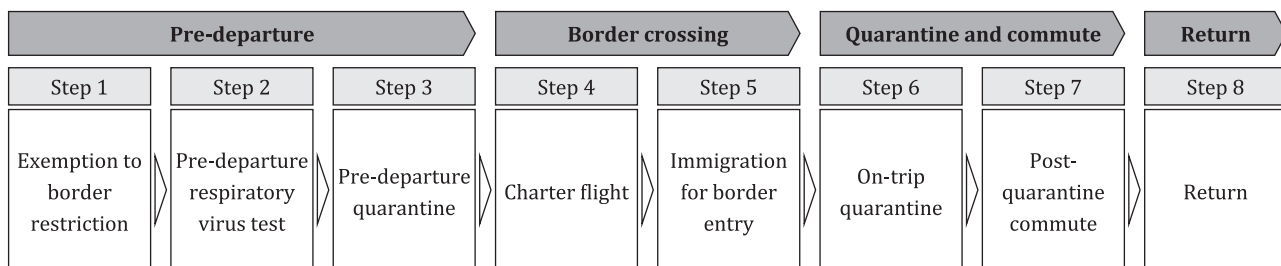 Pre-departure
Border crossing
Quarantine and commute
Return
Step 1
Step 2
Step 3
Step 4
Step 5
Step 6
Step 7
Step 8
Exemption to
border
restriction
Pre-departure
respiratory
virus test
Pre-departure
quarantine
Charter flight
Immigration
for border
entry
On-trip
quarantine
Post-
quarantine
commute
Return